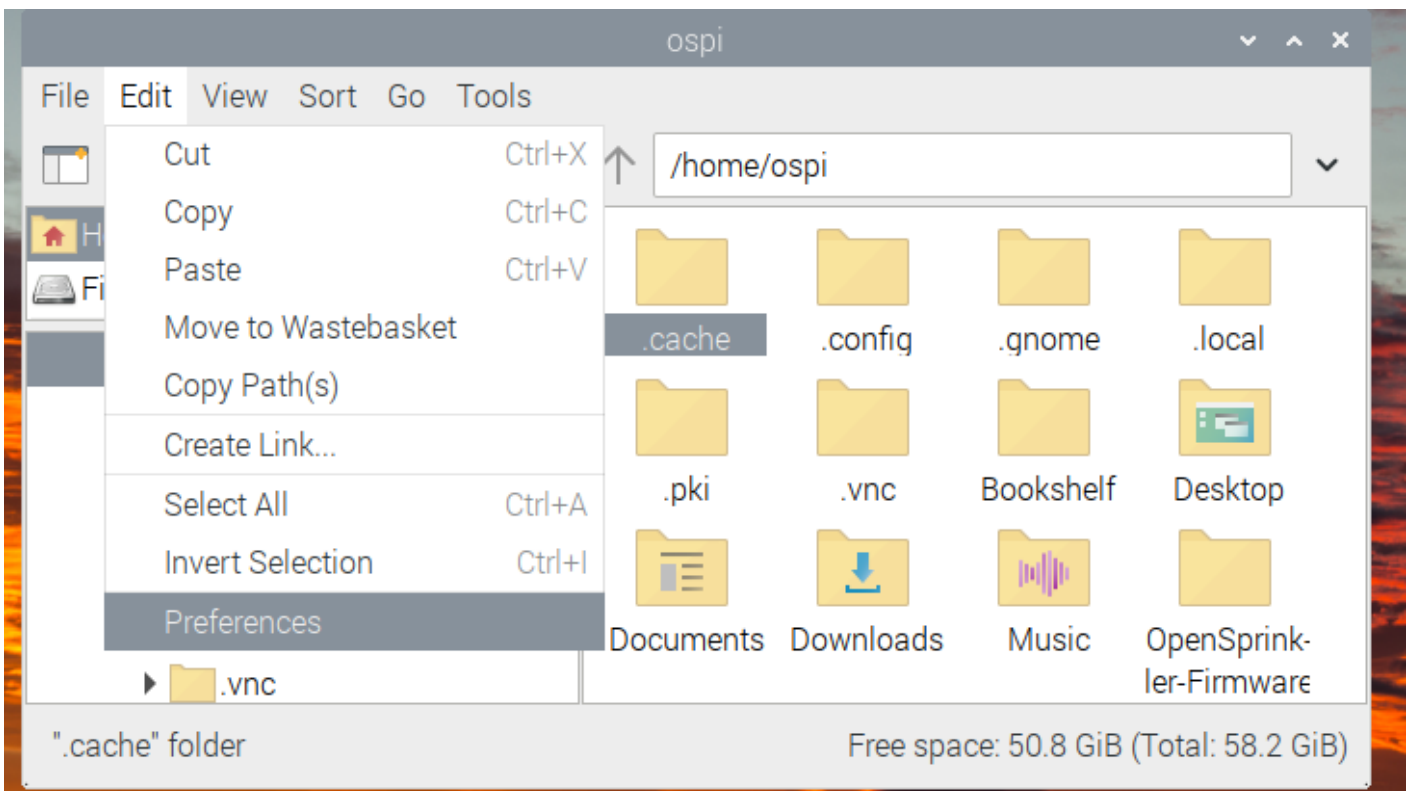 ospi
File Edit View Sort Go Tools
/home/ospi
Cut Ctrl+X
Copy Ctrl+C
Paste Ctrl+V
Move to Wastebasket
Copy Path(s)
Create Link...
Select All Ctrl+A
Invert Selection Ctrl+I
Preferences
.vnc
.cache .config .gnome .local
.pki .vnc Bookshelf Desktop
Documents Downloads Music OpenSprink-
ler-Firmware
".cache" folder Free space: 50.8 GiB (Total: 58.2 GiB)